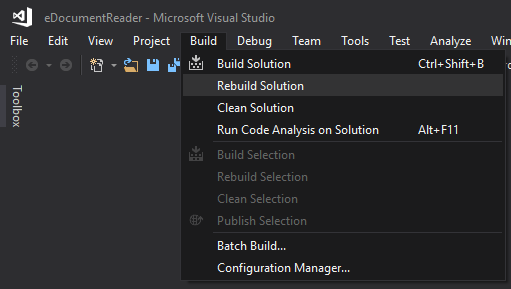 eDocumentReader - Microsoft Visual Studio
File Edit View Project Build Debug Team Tools Test Analyze
Toolbox
Build Solution Ctrl+Shift+B
Rebuild Solution
Clean Solution
Run Code Analysis on Solution Alt+F11
Build Selection
Rebuild Selection
Clean Selection
Publish Selection
Batch Build...
Configuration Manager...